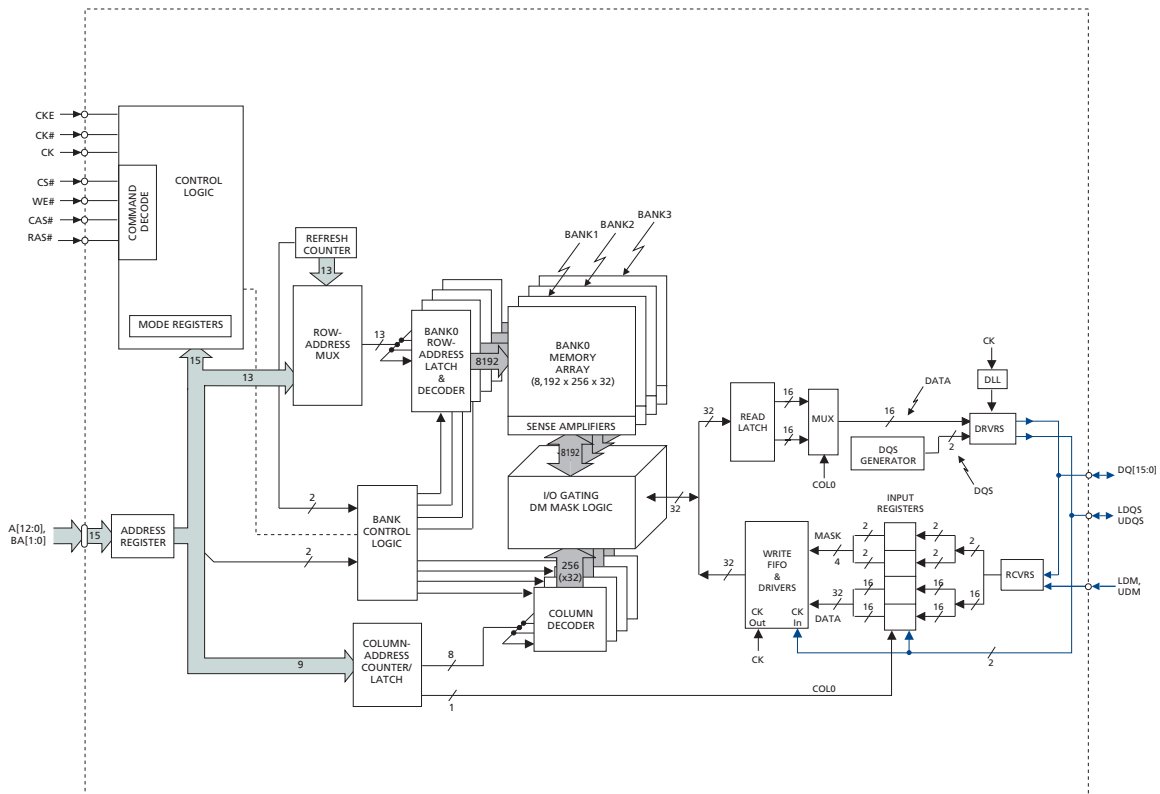 CKE
CK#
CK
CS#
WE#
CAS#
RAS#
COMMAND
DECODE
CONTROL
LOGIC
MODE REGISTERS
15
13
REFRESH
COUNTER
13
ROW-
ADDRESS
MUX
13
BANK0
ROW-
ADDRESS
LATCH
&
DECODER
8192
BANK1
BANK2
BANK3
BANK0
MEMORY
ARRAY
(8,192 x 256 x 32)
SENSE AMPLIFIERS
8192
I/O GATING
DM MASK LOGIC
32
256
(x32)
COLUMN
DECODER
A[12:0],
BA[1:0]
15
ADDRESS
REGISTER
2
2
BANK
CONTROL
LOGIC
9
COLUMN-
ADDRESS
COUNTER/
LATCH
8
1
COL0
32
READ
LATCH
16
16
MUX
COL0
16
DATA
DQS
GENERATOR
2
DQS
CK
DLL
DRVRS
DQ[15:0]
LDQS
UDQS
LDM,
UDM
RCVRS
INPUT
REGISTERS
32
WRITE
FIFO
&
DRIVERS
CK
Out
CK
In
CK
MASK
4
32
DATA
2
2
16
16
2
2
16
16
2
16
2